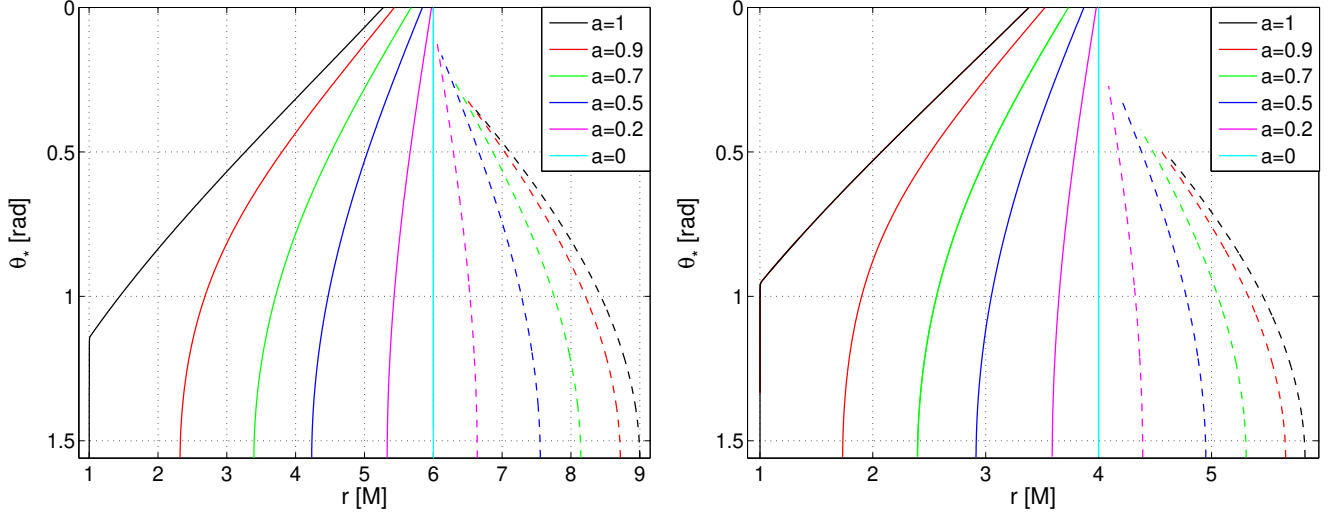 0
0.5
1
1.5
θ* [rad]
1 2 3 4 5 6 7 8 9
r [M]
a=1
a=0.9
a=0.7
a=0.5
a=0.2
a=0
0
0.5
1
1.5
θ* [rad]
1 2 3 4 5
r [M]
a=1
a=0.9
a=0.7
a=0.5
a=0.2
a=0